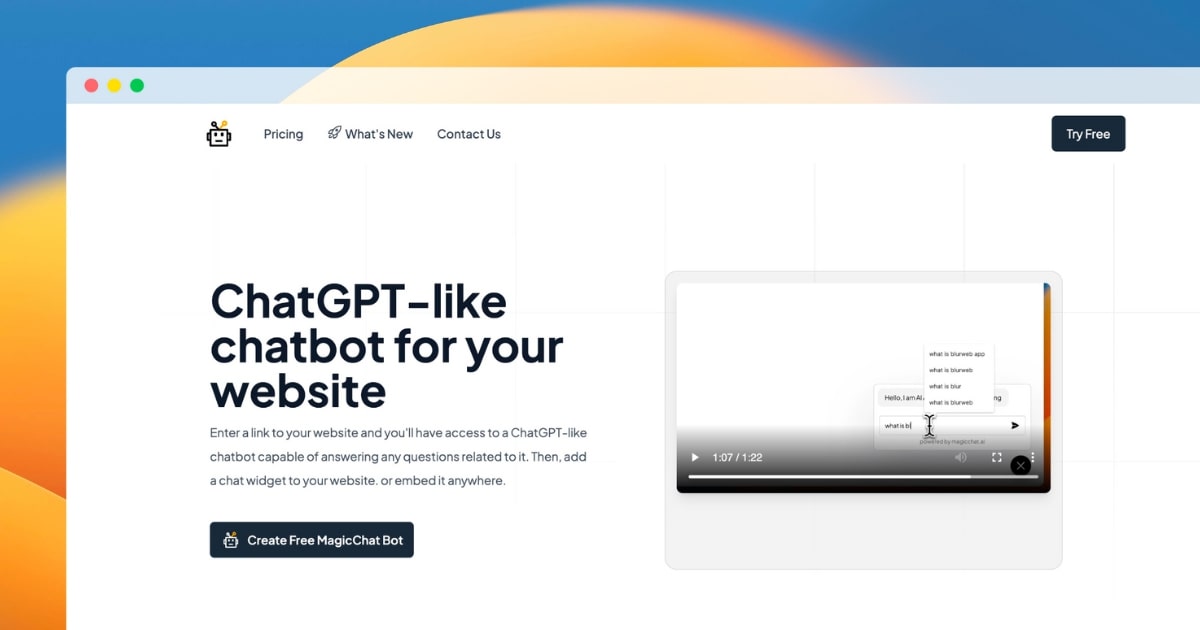 Pricing
What's New
Contact Us
Try Free
ChatGPT-like
chatbot for your
website
Enter a link to your website and you'll have access to a ChatGPT-like
chatbot capable of answering any questions related to it. Then, add
a chat widget to your website. or embed it anywhere.
Create Free MagicChat Bot
what is blurweb app
what is blurweb
what is blur
what is blurweb
Hello, I am AI
ng
what is b
powered by magicchat.ai
1:07 / 1:22